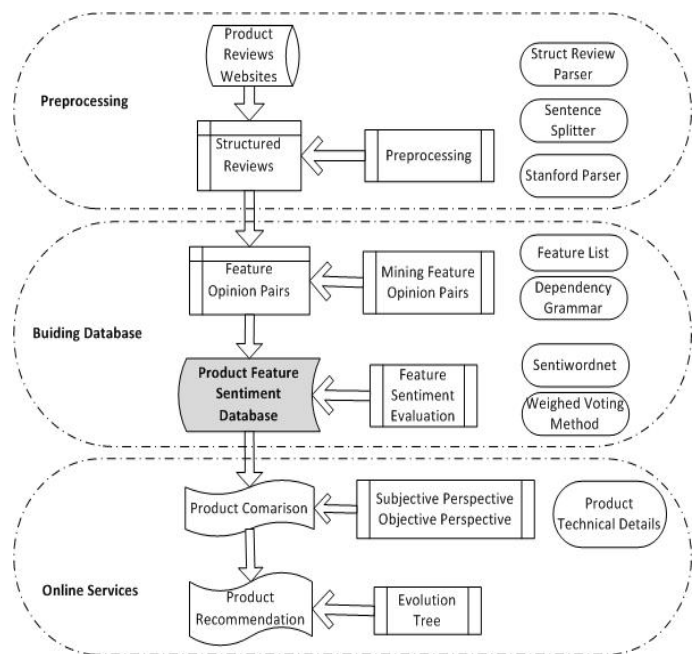 Product
Reviews
Websites
Struct Review
Parser
Preprocessing
Sentence
Splitter
Structured
Reviews
Preprocessing
Stanford Parser
Feature
Opinion Pairs
Mining Feature
Opinion Pairs
Feature List
Dependency
Grammar
Buiding Database
Product Feature
Sentiment
Database
Feature
Sentiment
Evaluation
Sentiwordnet
Weighed Voting
Method
Product Comarison
Subjective Perspective
Objective Perspective
Product
Technical Details
Online Services
Product
Recommendation
Evolution
Tree